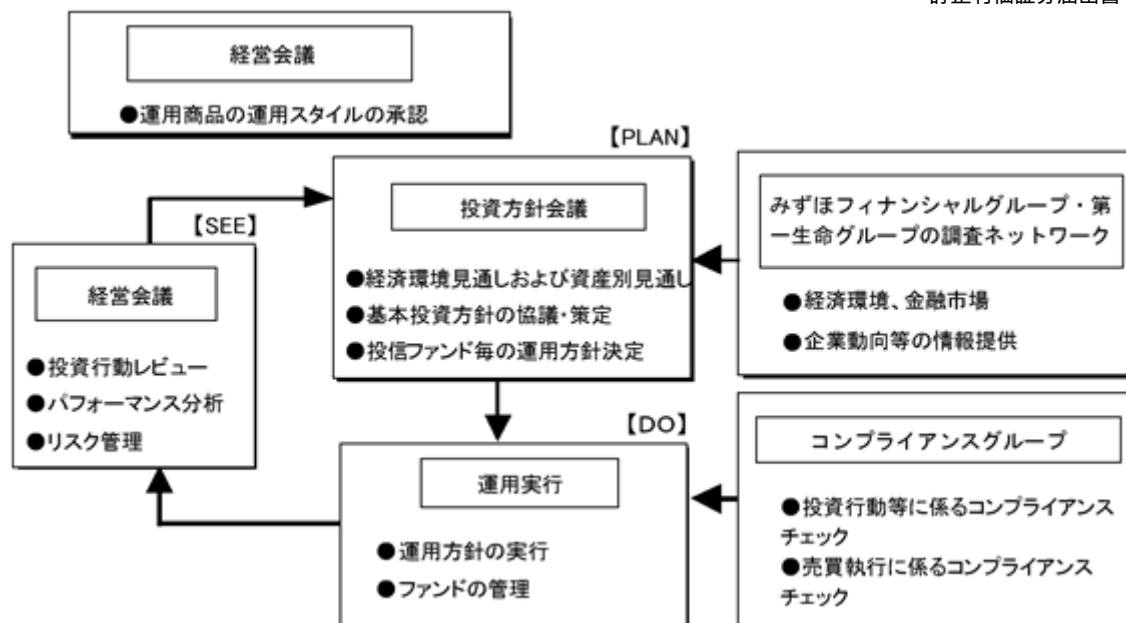 経営会議
●運用商品の運用スタイルの承認
【PLAN】
投資方針会議
●経済環境見通しおよび資産別見通し
●基本投資方針の協議・策定
●投信ファンド毎の運用方針決定
みずほフィナンシャルグループ・第
一生命グループの調査ネットワーク
●経済環境、金融市場
●企業動向等の情報提供
【SEE】
経営会議
●投資行動レビュー
●パフォーマンス分析
●リスク管理
【DO】
運用実行
●運用方針の実行
●ファンドの管理
コンプライアンスグループ
●投資行動等に係るコンプライアンス
チェック
●売買執行に係るコンプライアンス
チェック